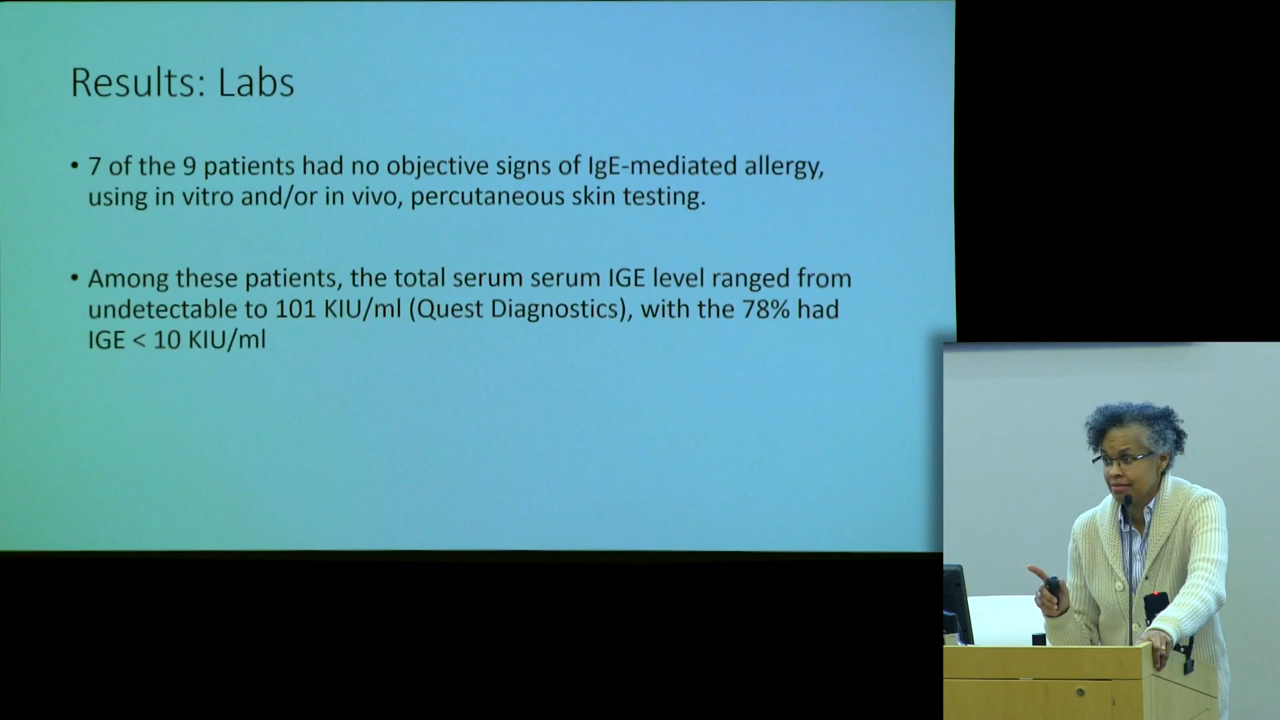 Results: Labs
• 7 of the 9 patients had no objective signs of IgE-mediated allergy,
using in vitro and/or in vivo, percutaneous skin testing.
• Among these patients, the total serum serum IGE level ranged from
undetectable to 101 KIU/ml (Quest Diagnostics), with the 78% had
IGE < 10 KIU/ml